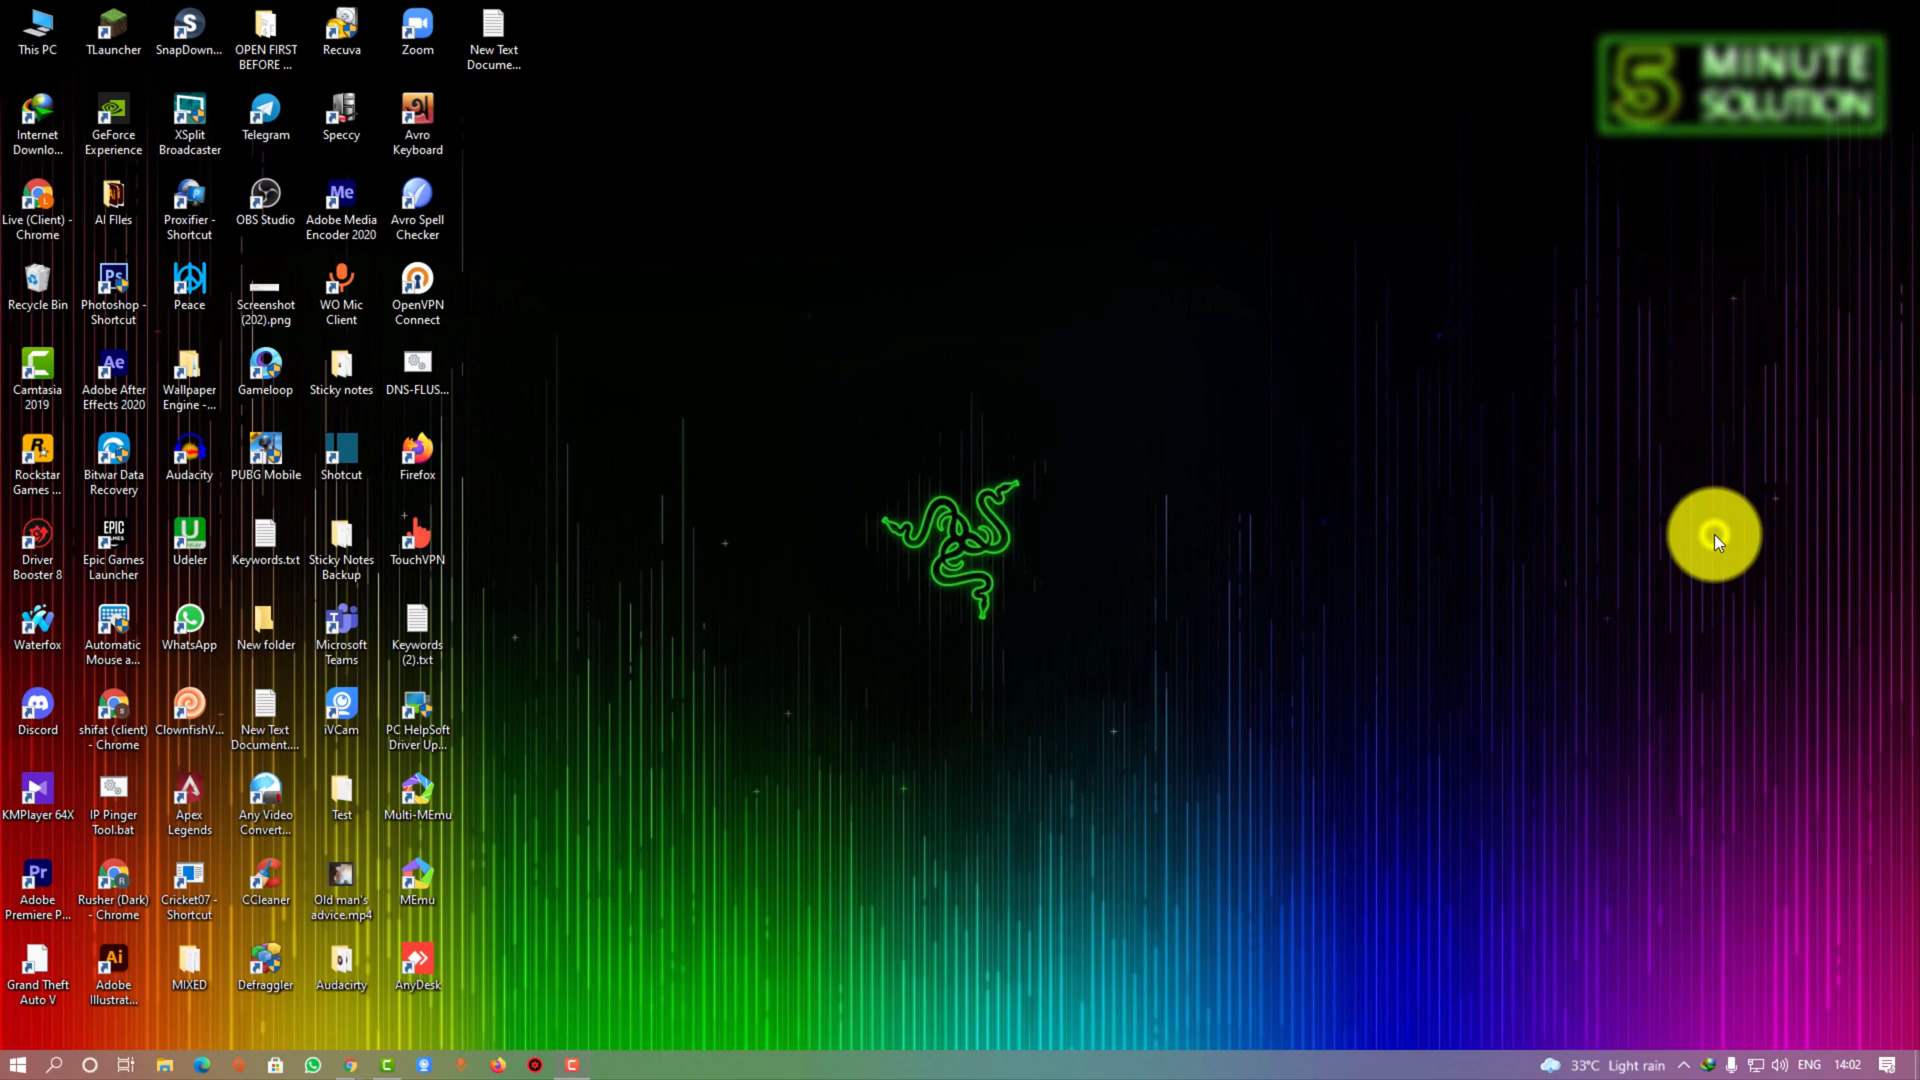 This PC
TLauncher
SnapDown...
OPEN FIRST
BEFORE ...
Recuva
Zoom
New Text
Docume...
5 MINUTE
SOLUTION
Internet
Downlo...
GeForce
Experience
XSplit
Broadcaster
Telegram
Speccy
Avro
Keyboard
Live (Client) -
Chrome
AI FIles
Proxifier -
Shortcut
OBS Studio
Me
Adobe Media
Encoder 2020
Avro Spell
Checker
Recycle Bin
Ps
Photoshop -
Shortcut
Peace
Screenshot
(202).png
WO Mic
Client
OpenVPN
Connect
Camtasia
2019
Ae
Adobe After
Effects 2020
Wallpaper
Engine -...
Gameloop
Sticky notes
DNS-FLUS...
Rockstar
Games ...
Bitwar Data
Recovery
Audacity
PUBG Mobile
Shotcut
Firefox
Driver
Booster 8
EPIC
GAMES
Epic Games
Launcher
Udeler
Keywords.txt
Sticky Notes
Backup
TouchVPN
Waterfox
Automatic
Mouse a...
WhatsApp
New folder
Microsoft
Teams
Keywords
(2).txt
Discord
shifat (client)
- Chrome
ClownfishV...
New Text
Document....
iVCam
PC HelpSoft
Driver Up...
KMPlayer 64X
IP Pinger
Tool.bat
Apex
Legends
Any Video
Convert...
Test
Multi-MEmu
Pr
Adobe
Premiere P...
Rusher (Dark)
- Chrome
Cricket07 -
Shortcut
CCleaner
Old man's
advice.mp4
MEmu
Grand Theft
Auto V
Ai
Adobe
Illustrat...
MIXED
Defraggler
Audacirty
AnyDesk
33°C Light rain
ENG
14:02